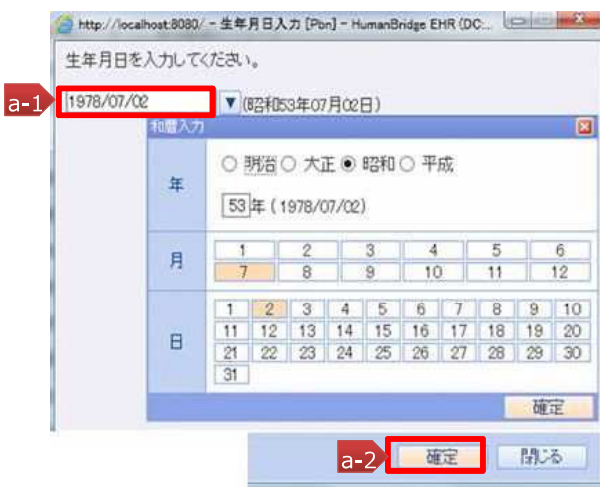 http://localhost:8080/ - 生年月日入力 [Pbn] - HumanBridge EHR (DC...
生年月日を入力してください。
a-1
1978/07/02
(昭和53年07月02日)
和暦入力
年
明治 大正 昭和 平成
53 年 ( 1978/07/02)
月
1 2 3 4 5 6
7 8 9 10 11 12
日
1 2 3 4 5 6 7 8 9 10
11 12 13 14 15 16 17 18 19 20
21 22 23 24 25 26 27 28 29 30
31
確定
a-2
確定 閉じる